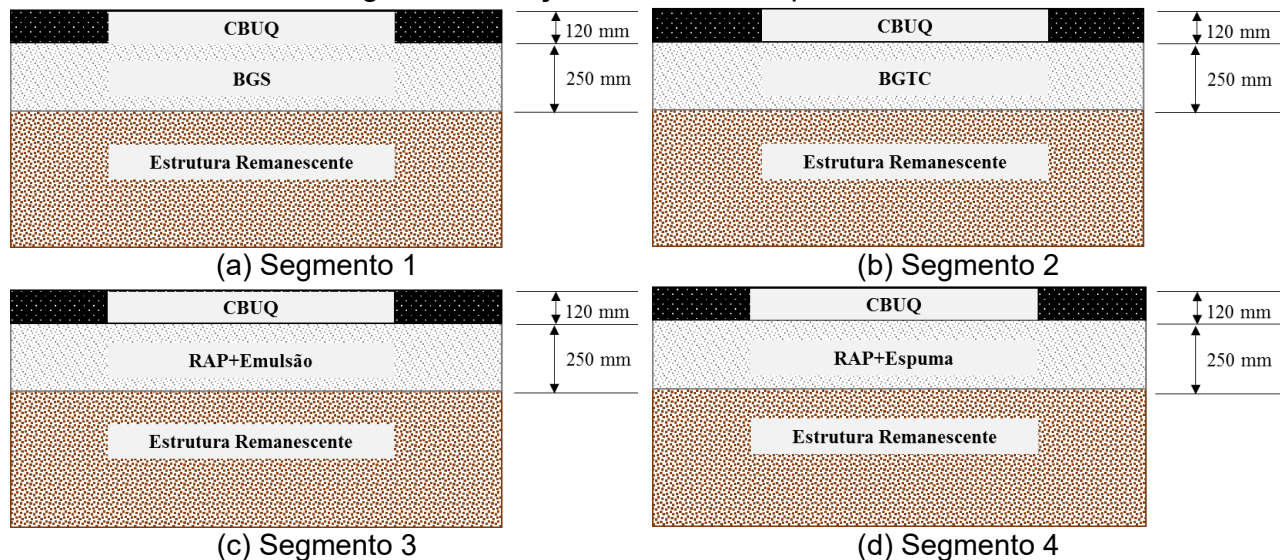 CBUQ
120 mm
BGS
250 mm
Estrutura Remanescente
(a) Segmento 1
CBUQ
120 mm
BGTC
250 mm
Estrutura Remanescente
(b) Segmento 2
CBUQ
120 mm
RAP+Emulsão
250 mm
Estrutura Remanescente
(c) Segmento 3
CBUQ
120 mm
RAP+Espuma
250 mm
Estrutura Remanescente
(d) Segmento 4